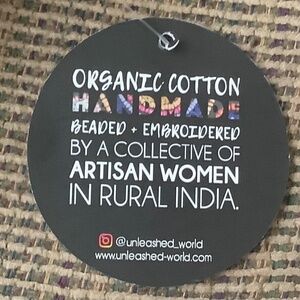 ORGANIC COTTON
HANDMADE
BEADED + EMBROIDERED
BY A COLLECTIVE OF
ARTISAN WOMEN
IN RURAL INDIA.
@unleashed_world
www.unleashed-world.com